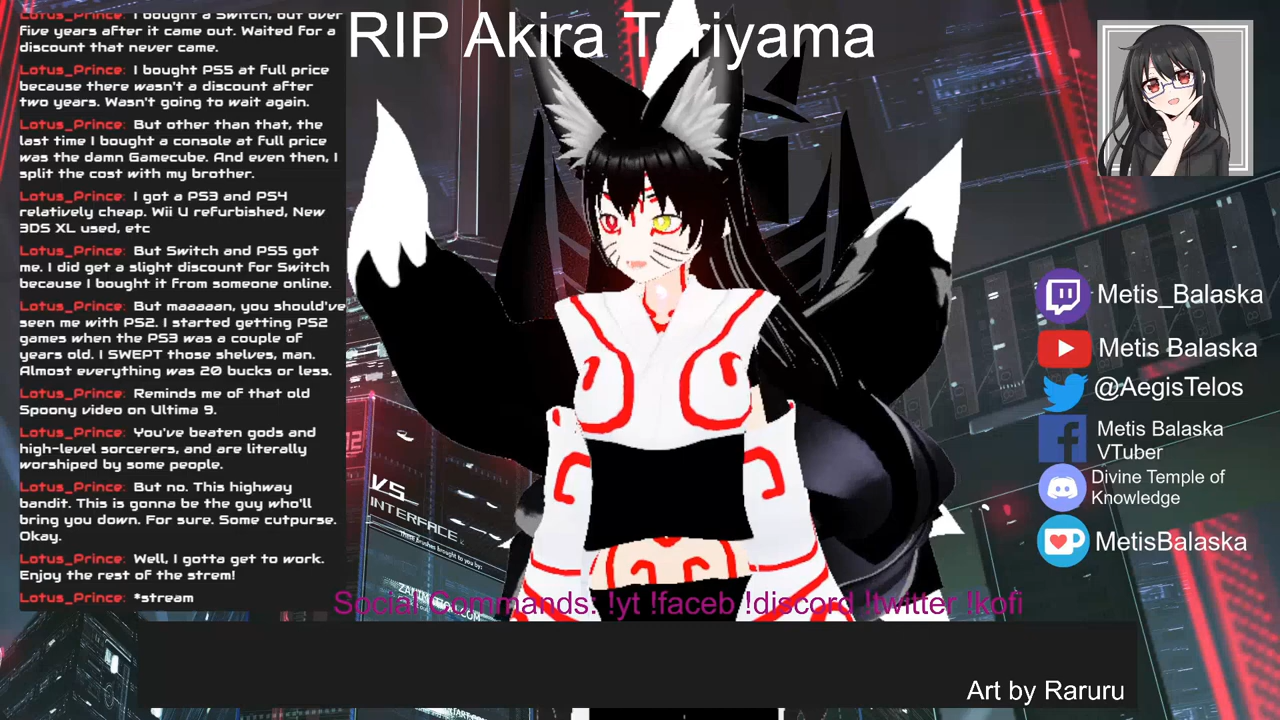 Lotus_Prince: I bought a Switch, but over
five years after it came out. Waited for a
discount that never came.
Lotus_Prince: I bought PS5 at full price
because there wasn't a discount after
two years. Wasn't going to wait again.
Lotus_Prince: But other than that, the
last time I bought a console at full price
was the damn Gamecube. And even then, I
split the cost with my brother.
Lotus_Prince: I got a PS3 and PS4
relatively cheap. Wii U refurbished, New
3DS XL used, etc
Lotus_Prince: But Switch and PS5 got
me. I did get a slight discount for Switch
because I bought it from someone online.
Lotus_Prince: But maaaaan, you should've
seen me with PS2. I started getting PS2
games when the PS3 was a couple of
years old. I SWEPT those shelves, man.
Almost everything was 20 bucks or less.
Lotus_Prince: Reminds me of that old
Spoony video on Ultima 9.
Lotus_Prince: You've beaten gods and
high-level sorcerers, and are literally
worshiped by some people.
Lotus_Prince: But no. This highway
bandit. This is gonna be the guy who'll
bring you down. For sure. Some cutpurse.
Okay.
Lotus_Prince: Well, I gotta get to work.
Enjoy the rest of the strem!
Lotus_Prince: *stream
RIP Akira Toriyama
VS.
INTERFACE
These brushes brought to you by:
Metis_Balaska
Metis Balaska
@AegisTelos
Metis Balaska
VTuber
Divine Temple of
Knowledge
MetisBalaska
Social Commands: !yt !faceb !discord !twitter !kofi
Art by Raruru